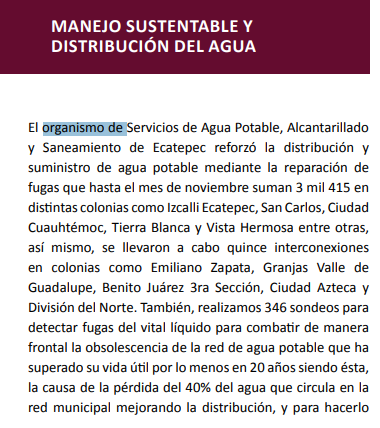 MANEJO SUSTENTABLE Y
DISTRIBUCIÓN DEL AGUA
El organismo de Servicios de Agua Potable, Alcantarillado
y Saneamiento de Ecatepec reforzó la distribución y
suministro de agua potable mediante la reparación de
fugas que hasta el mes de noviembre suman 3 mil 415 en
distintas colonias como Izcalli Ecatepec, San Carlos, Ciudad
Cuauhtémoc, Tierra Blanca y Vista Hermosa entre otras,
así mismo, se llevaron a cabo quince interconexiones
en colonias como Emiliano Zapata, Granjas Valle de
Guadalupe, Benito Juárez 3ra Sección, Ciudad Azteca y
División del Norte. También, realizamos 346 sondeos para
detectar fugas del vital líquido para combatir de manera
frontal la obsolescencia de la red de agua potable que ha
superado su vida útil por lo menos en 20 años siendo ésta,
la causa de la pérdida del 40% del agua que circula en la
red municipal mejorando la distribución, y para hacerlo